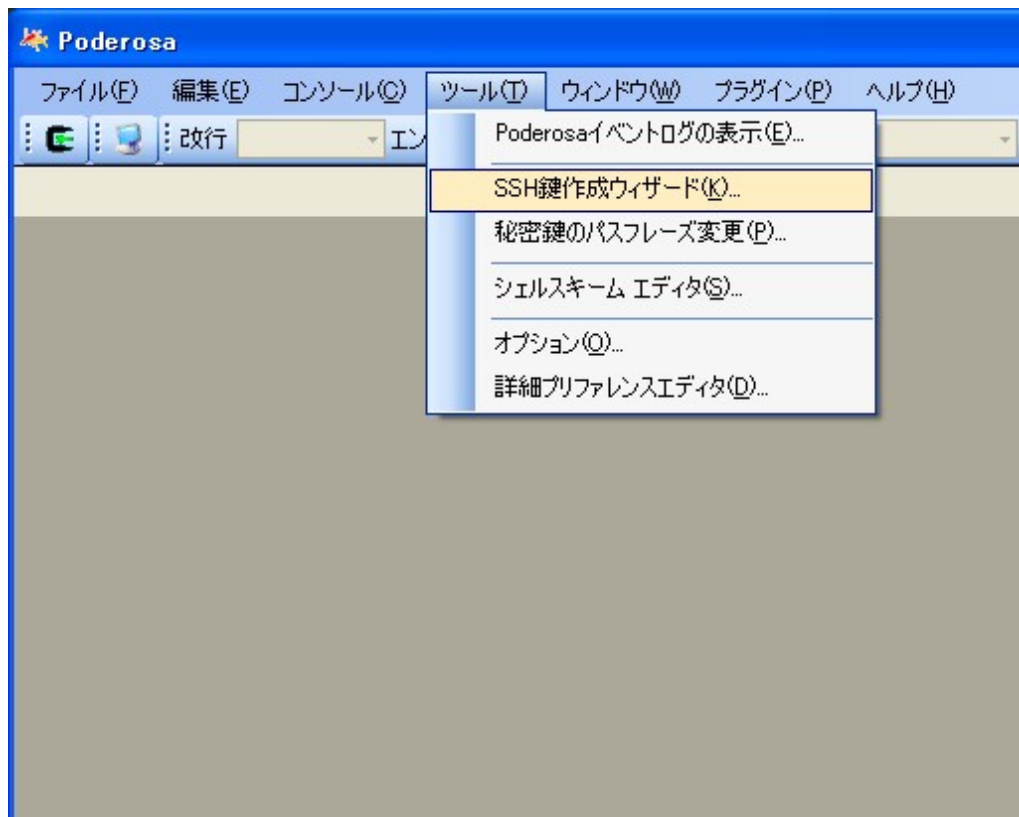 Poderosa
ファイル(F) 編集(E) コンソール(C) ツール(T) ウィンドウ(W) プラグイン(P) ヘルプ(H)
改行 エン
Poderosaイベントログの表示(E)...
SSH鍵作成ウィザード(K)...
秘密鍵のパスフレーズ変更(P)...
シェルスキーム エディタ(S)...
オプション(O)...
詳細プリファレンスエディタ(D)...